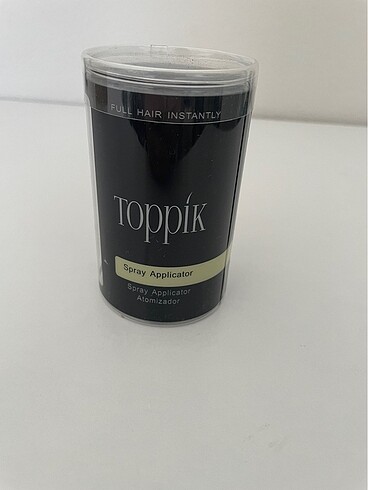 FULL HAIR INSTANTLY
TOPPIK
Spray Applicator
Spray Applicator
Atomizador